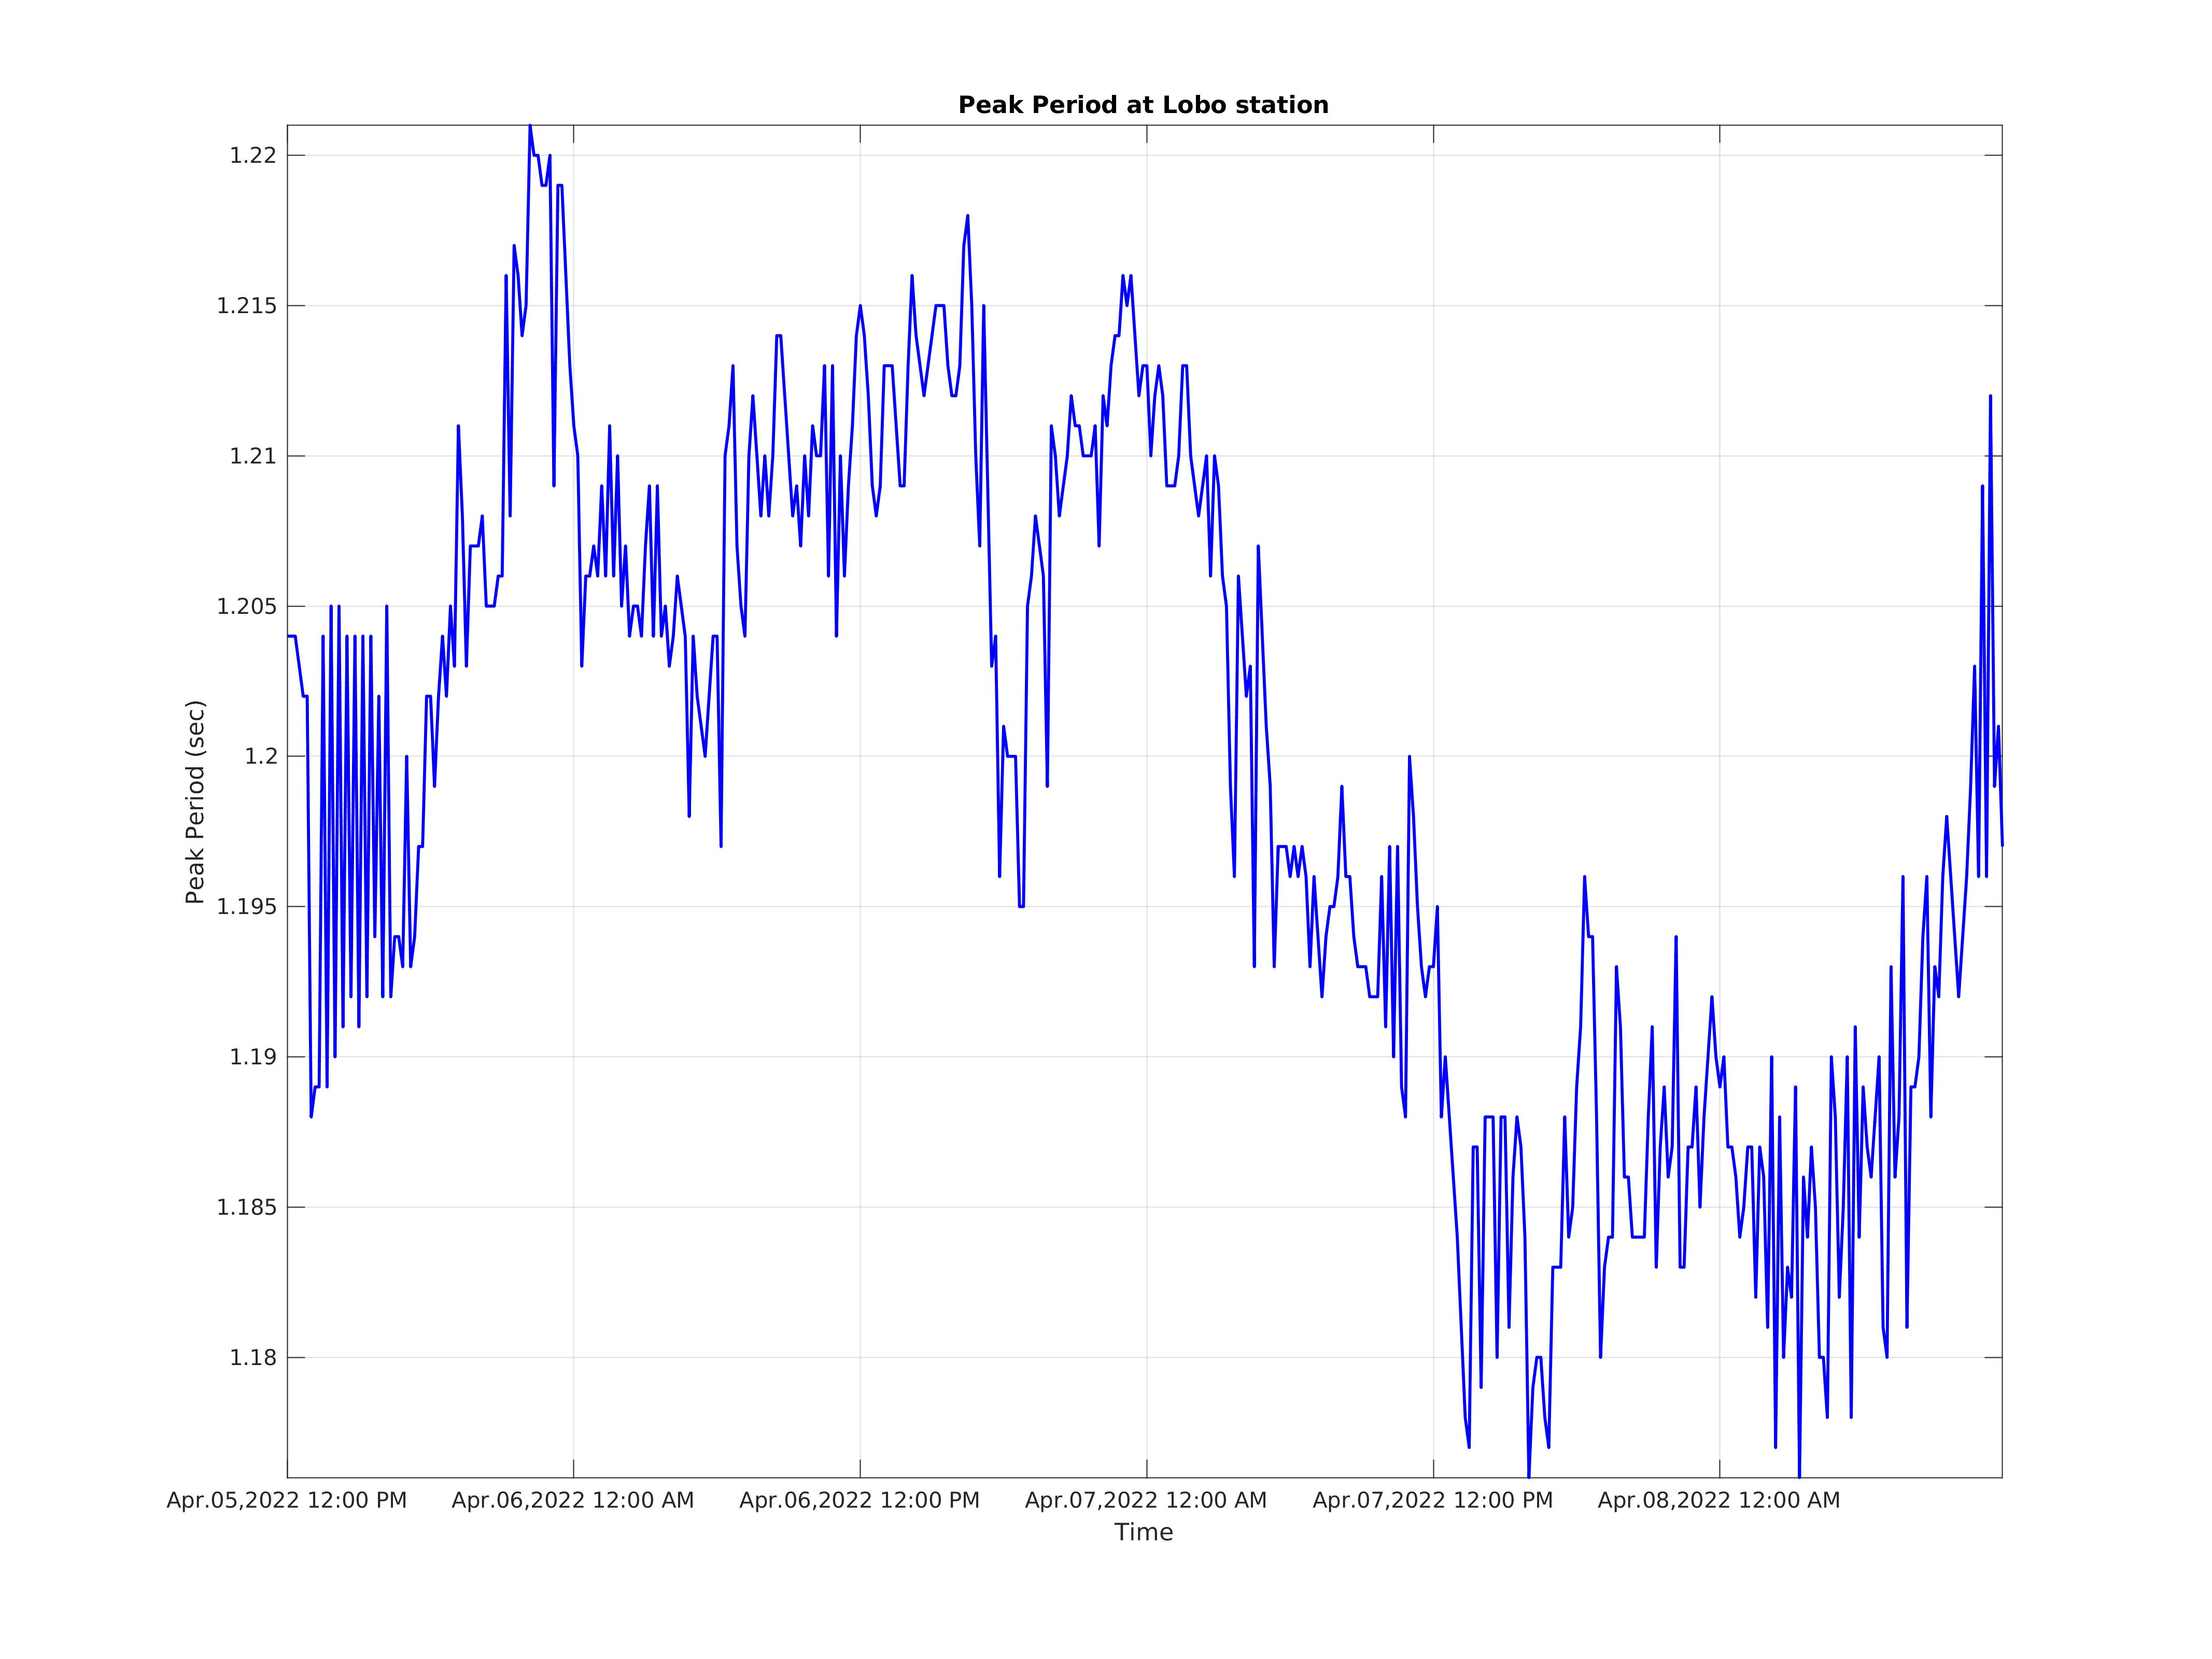 Peak Period at Lobo station
1.22
1.215
1.21
1.205
1.2
1.195
1.19
1.185
1.18
Peak Period (sec)
Apr.05,2022 12:00 PM Apr.06,2022 12:00 AM Apr.06,2022 12:00 PM Apr.07,2022 12:00 AM Apr.07,2022 12:00 PM Apr.08,2022 12:00 AM
Time